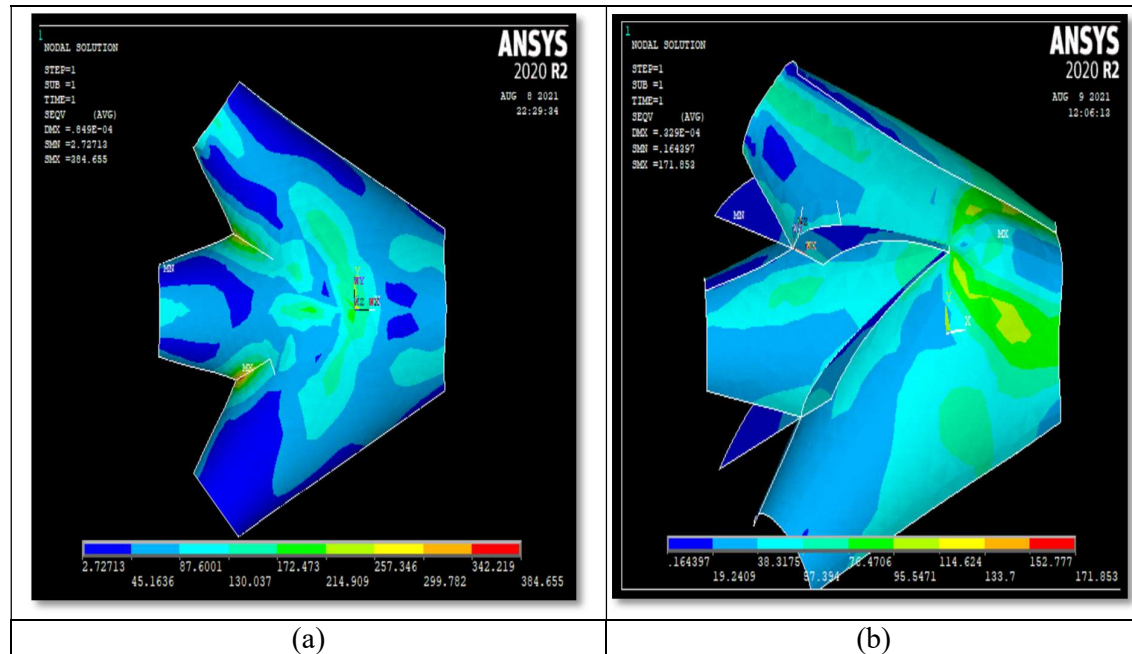 1
NODAL SOLUTION
STEP=1
SUB =1
TIME=1
SEQV (AVG)
DMX =.849E-04
SMN =2.72713
SMX =384.655
ANSYS
2020 R2
AUG 8 2021
22:29:34
MN
MX
Y
WY
WX
2.72713 87.6001 172.473 257.346 342.219
45.1636 130.037 214.909 299.782 384.655
(a)
1
NODAL SOLUTION
STEP=1
SUB =1
TIME=1
SEQV (AVG)
DMX =.329E-04
SMN =.164397
SMX =171.853
ANSYS
2020 R2
AUG 9 2021
12:06:13
MN
MX
WX
Y
X
.164397 38.3175 76.4706 114.624 152.777
19.2409 57.394 95.5471 133.7 171.853
(b)